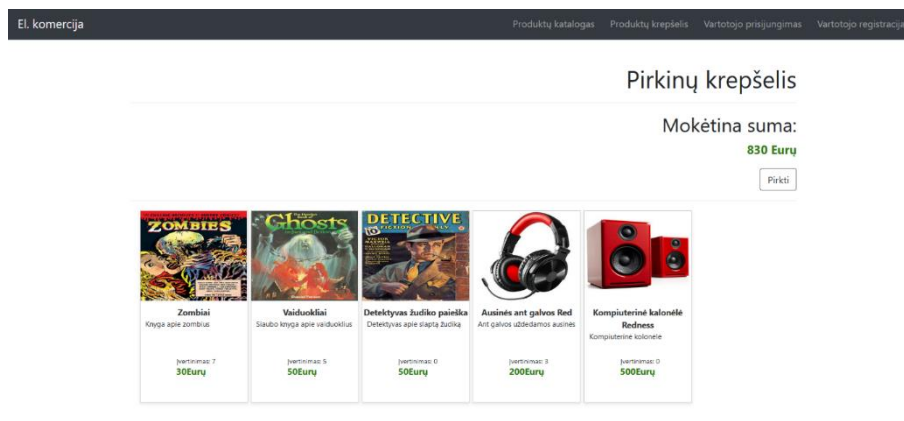 El. komercija
Produktų katalogas Produktų krepšelis Vartotojo prisijungimas Vartotojo registracija
Pirkinų krepšelis
Mokėtina suma:
830 Eurų
Pirkti
ZOMBIES
Zombiai
Knyga apie zombius
Įvertinimas: 7
30Eurų
Ghosts
Vaiduokliai
Siaubo knyga apie vaiduoklius
Įvertinimas: 5
50Eurų
DETECTIVE
FICTION
Detektyvas žudiko paieška
Detektyvas apie slaptą žudiką
Įvertinimas: 0
50Eurų
Ausinės ant galvos Red
Ant galvos uždedamos ausinės
Įvertinimas: 3
200Eurų
Kompiuterinė kalonėlė
Redness
Kompiuterinė kolonėlė
Įvertinimas: 0
500Eurų